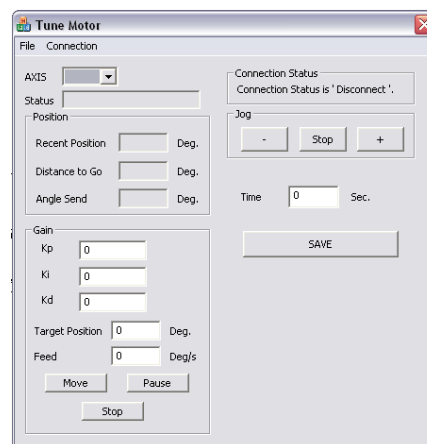 Tune Motor
File Connection
AXIS
Status
Position
Recent Position Deg.
Distance to Go Deg.
Angle Send Deg.
Gain
Kp 0
Ki 0
Kd 0
Target Position 0 Deg.
Feed 0 Deg/s
Move Pause
Stop
Connection Status
Connection Status is ' Disconnect '.
Jog
- Stop +
Time 0 Sec.
SAVE